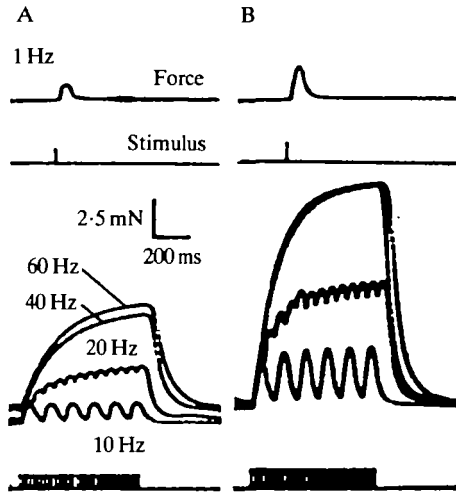 A
B
1 Hz
Force
Stimulus
2·5 mN
200 ms
60 Hz
40 Hz
20 Hz
10 Hz